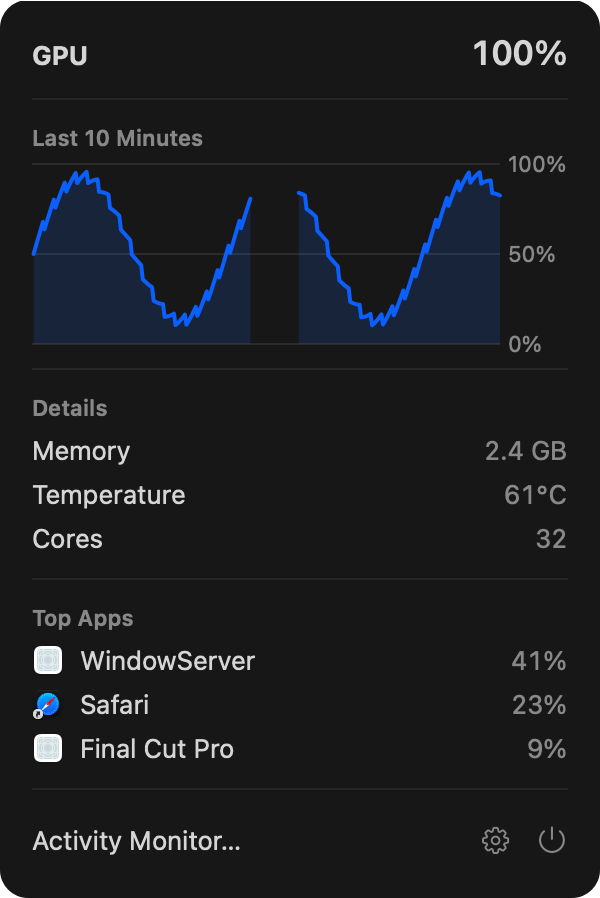 GPU 100%
Last 10 Minutes
100%
50%
0%
Details
Memory 2.4 GB
Temperature 61°C
Cores 32
Top Apps
WindowServer 41%
Safari 23%
Final Cut Pro 9%
Activity Monitor...